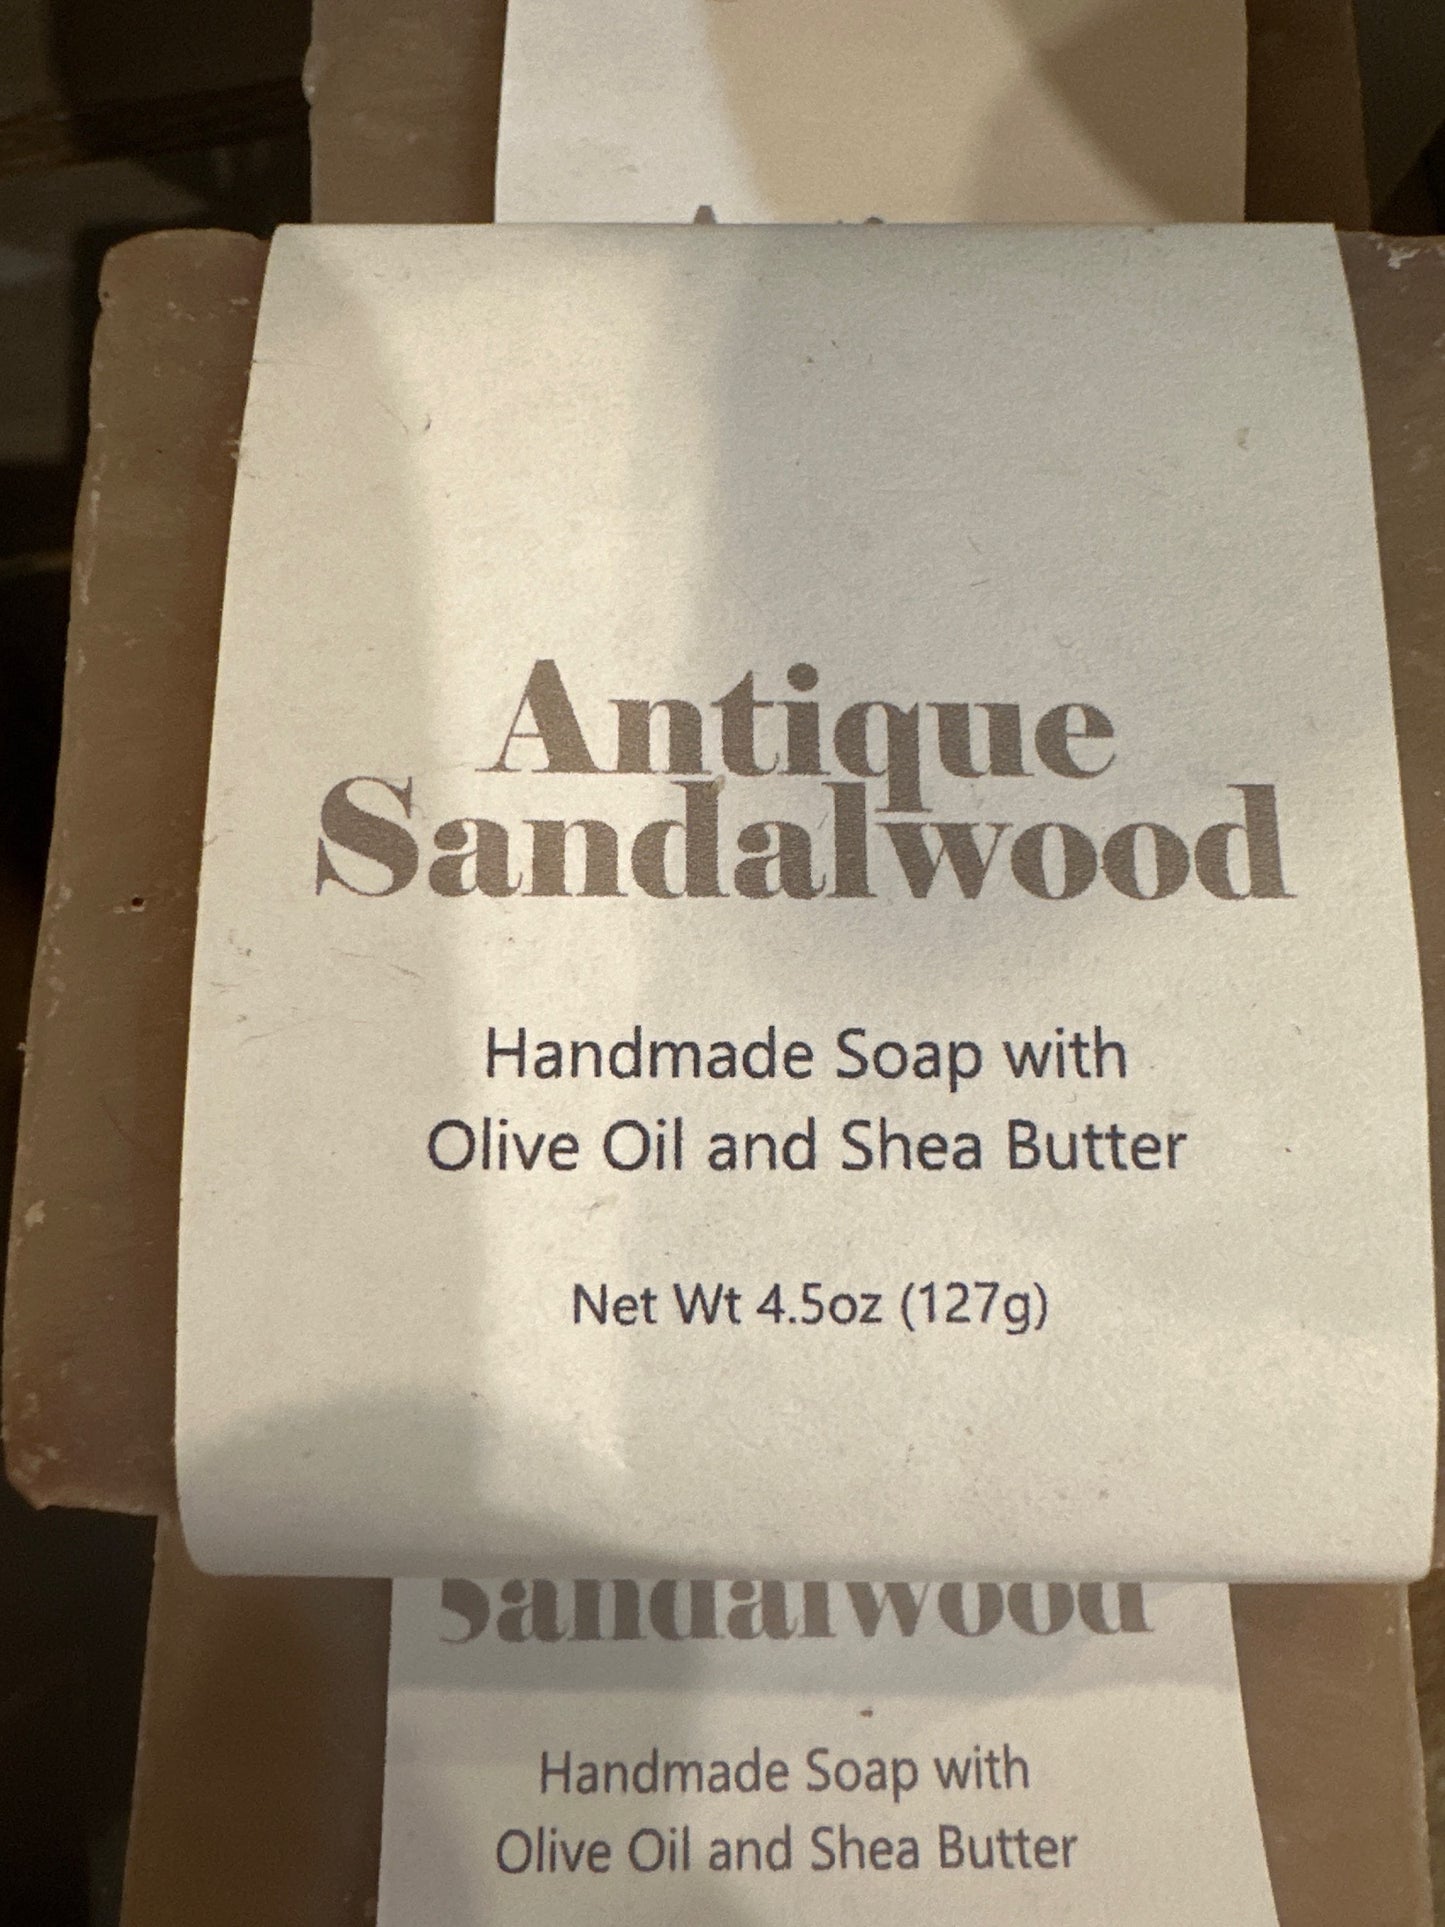 Antique
Sandalwood
Handmade Soap with
Olive Oil and Shea Butter
Net Wt 4.5oz (127g)
Sandalwood
Handmade Soap with
Olive Oil and Shea Butter